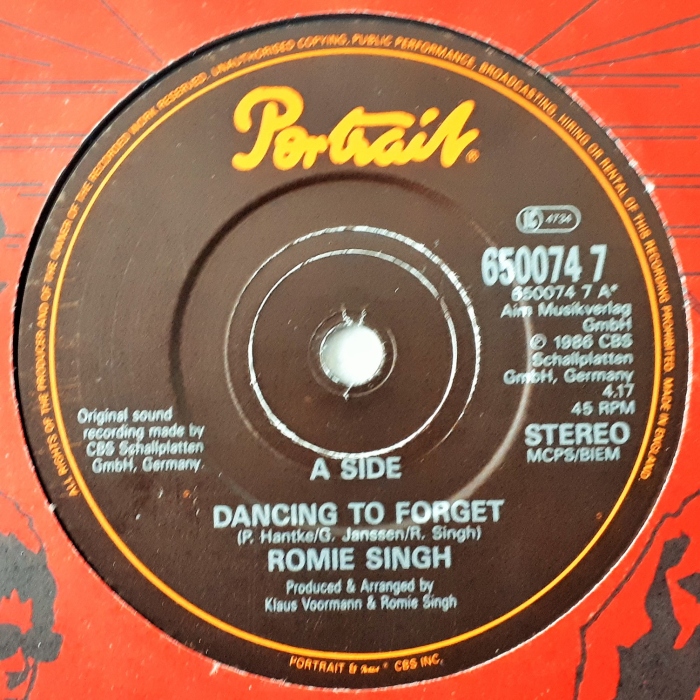 ALL RIGHTS OF THE PRODUCER AND OF THE OWNER OF THE RECORDED WORK RESERVED. UNAUTHORISED COPYING, PUBLIC PERFORMANCE, BROADCASTING, HIRING OR RENTAL OF THIS RECORDING PROHIBITED. MADE IN ENGLAND.
Portrait®
LC 4734
650074 7
650074 7 A*
Aim Musikverlag
GmbH
© 1986 CBS
Schallplatten
GmbH, Germany
4.17
45 RPM
STEREO
MCPS/BIEM
Original sound
recording made by
CBS Schallplatten
GmbH, Germany
A SIDE
DANCING TO FORGET
(P. Hantke/G. Janssen/R. Singh)
ROMIE SINGH
Produced & Arranged by
Klaus Voormann & Romie Singh
PORTRAIT & Portrait ® CBS INC.